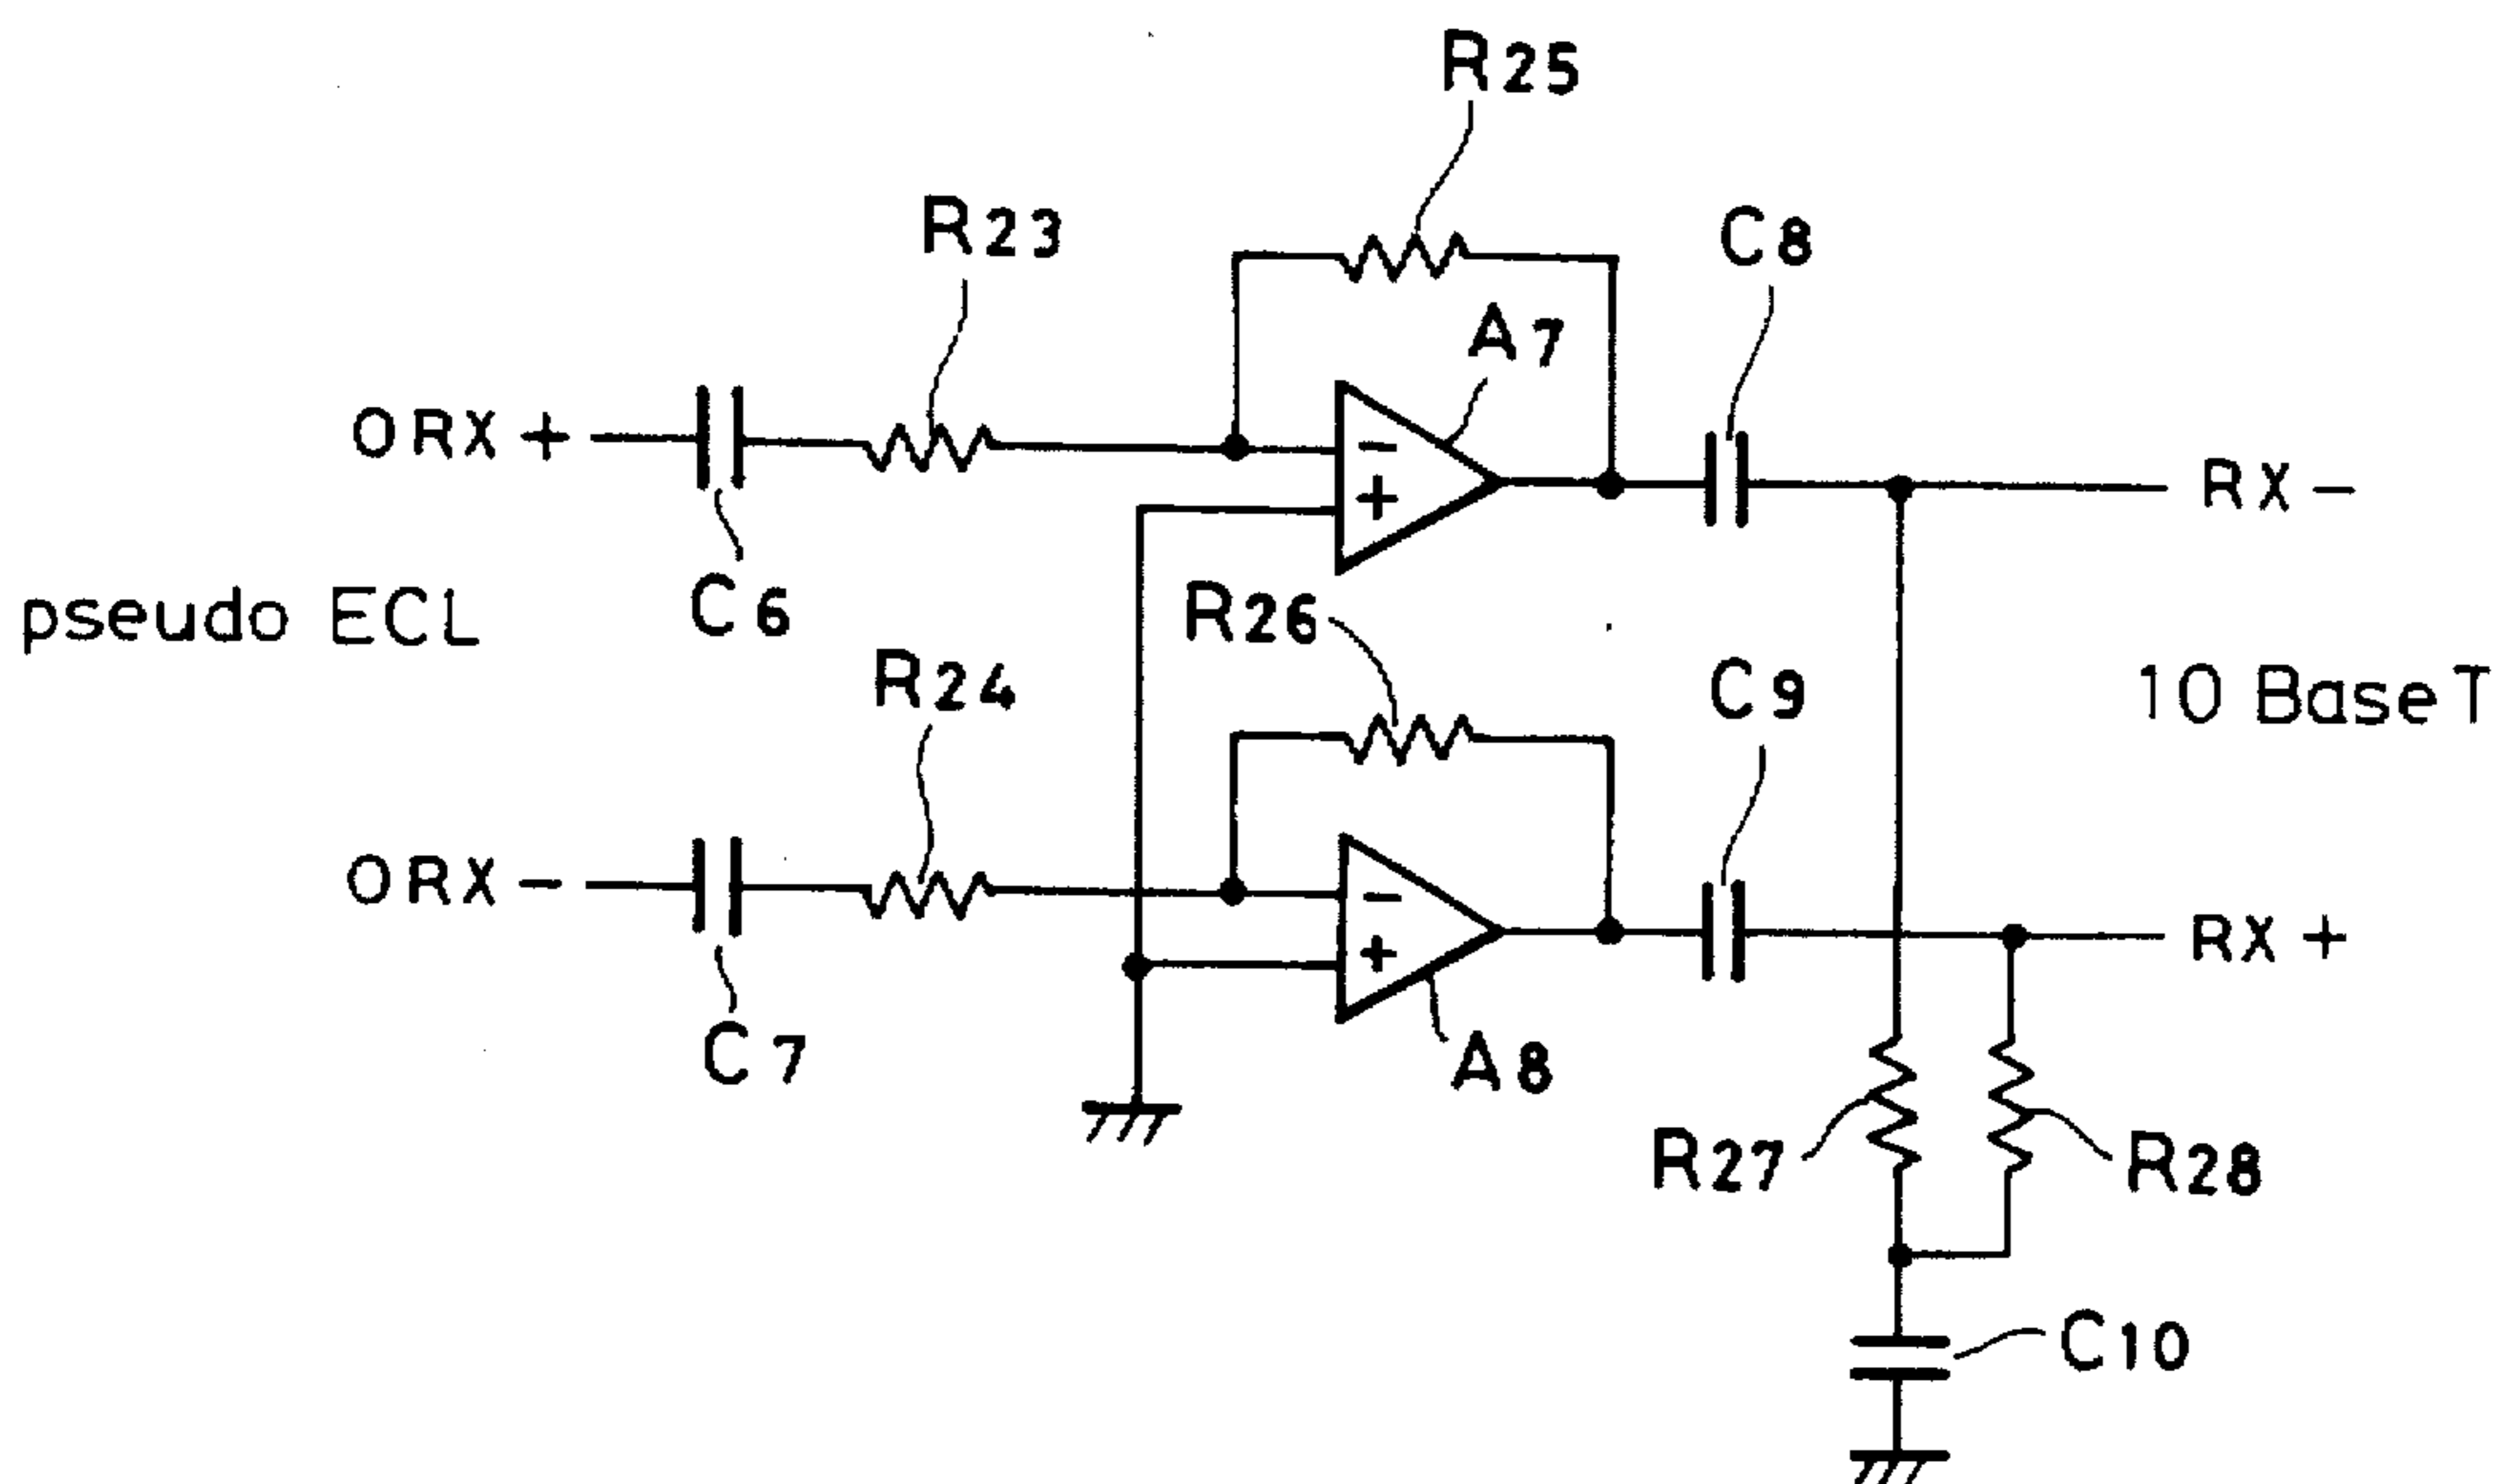 R25
R23
C8
A7
ORX+
RX-
C6
R26
pseudo ECL
R24
C9
10 BaseT
ORX-
RX+
C7
A8
R27
R28
C10